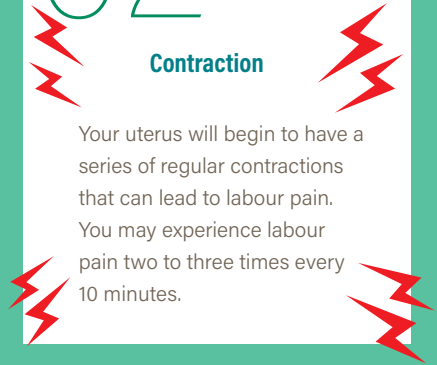 Contraction
Your uterus will begin to have a
series of regular contractions
that can lead to labour pain.
You may experience labour
pain two to three times every
10 minutes.